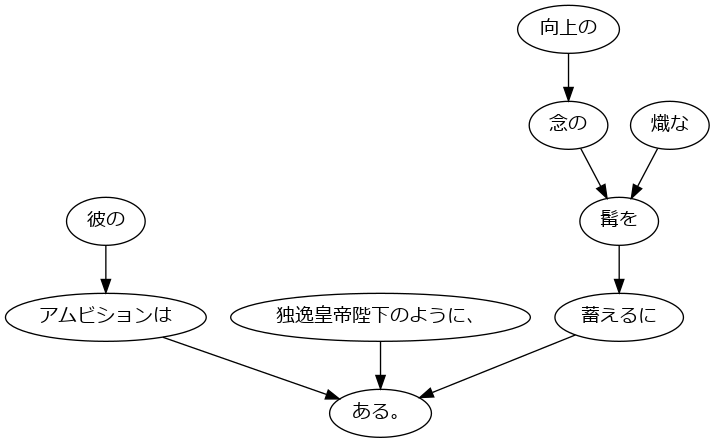 向上の
念の
熾な
彼の
髯を
アムビションは
独逸皇帝陛下のように、
蓄えるに
ある。